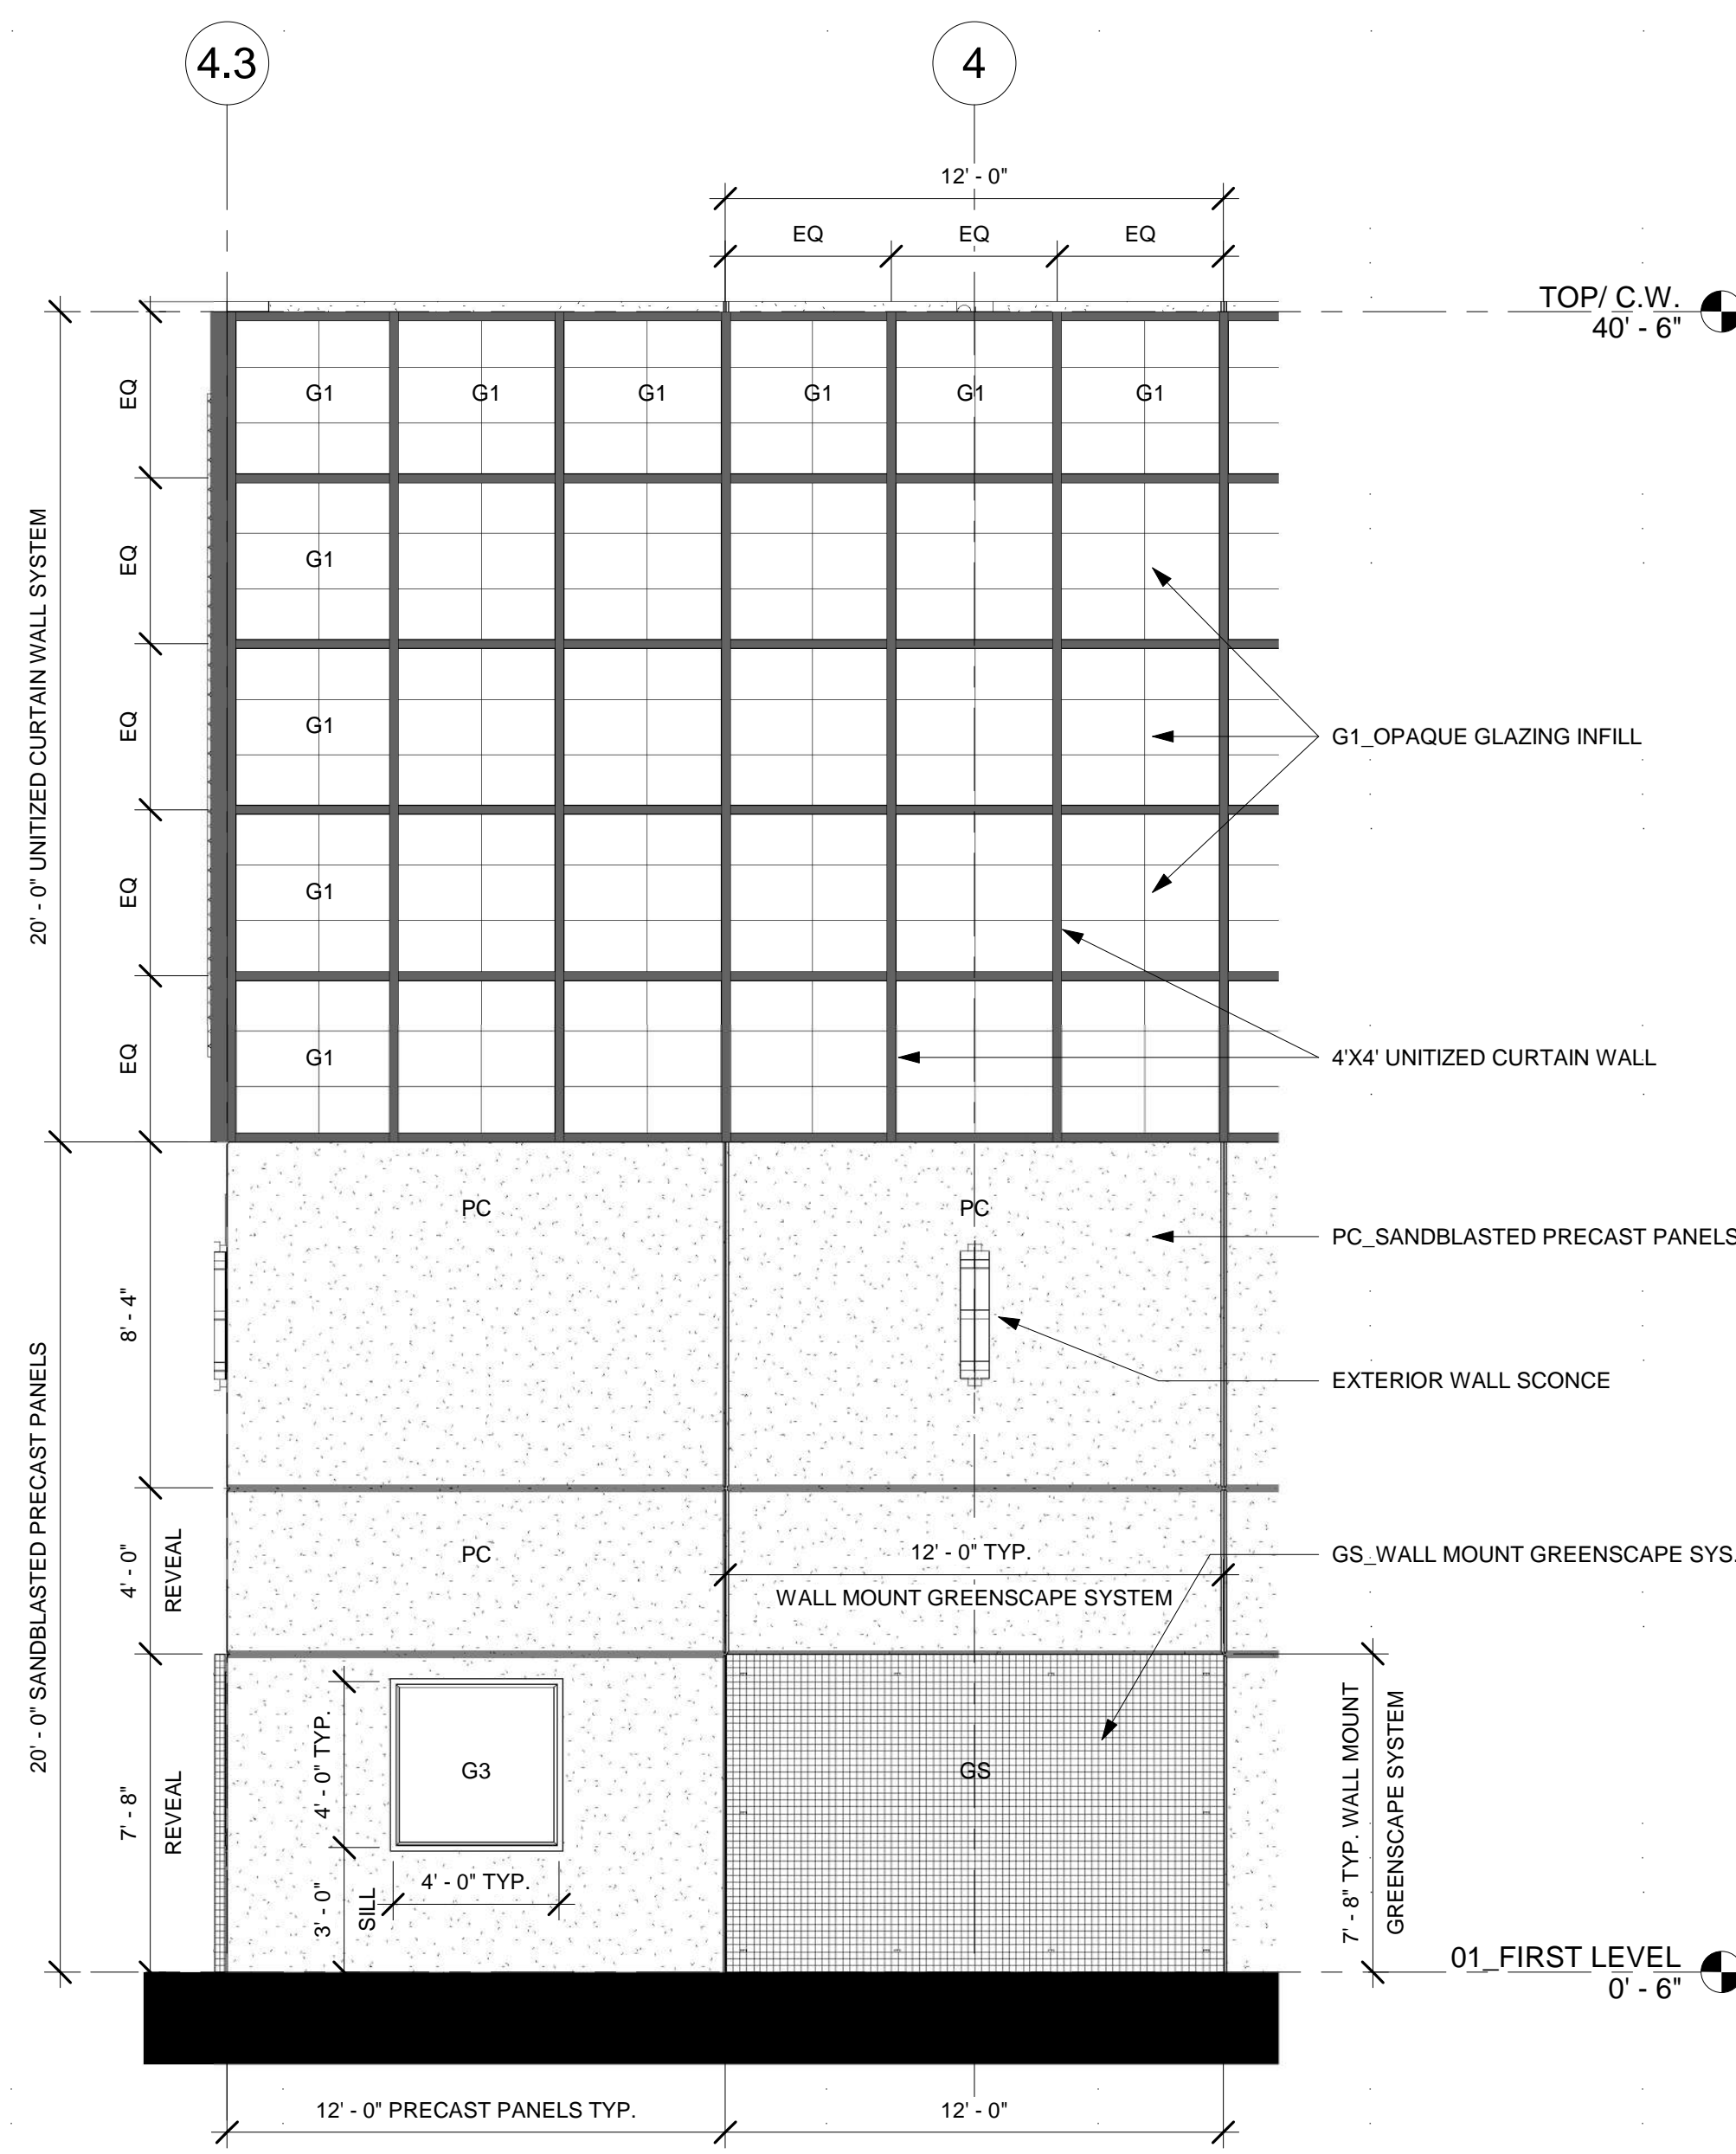 4.3
4
12' - 0"
EQ
EQ
EQ
TOP/ C.W.
40' - 6"
20' - 0" UNITIZED CURTAIN WALL SYSTEM
EQ
EQ
EQ
EQ
EQ
G1
G1
G1
G1
G1
G1
G1
G1
G1
G1
G1_OPAQUE GLAZING INFILL
4'X4' UNITIZED CURTAIN WALL
20' - 0" SANDBLASTED PRECAST PANELS
8' - 4"
PC
PC
PC_SANDBLASTED PRECAST PANELS
EXTERIOR WALL SCONCE
4' - 0"
REVEAL
PC
12' - 0" TYP.
WALL MOUNT GREENSCAPE SYSTEM
GS_WALL MOUNT GREENSCAPE SYS.
7' - 8"
REVEAL
4' - 0" TYP.
G3
GS
4' - 0" TYP.
3' - 0"
SILL
7' - 8" TYP. WALL MOUNT
GREENSCAPE SYSTEM
01_FIRST LEVEL
0' - 6"
12' - 0" PRECAST PANELS TYP.
12' - 0"